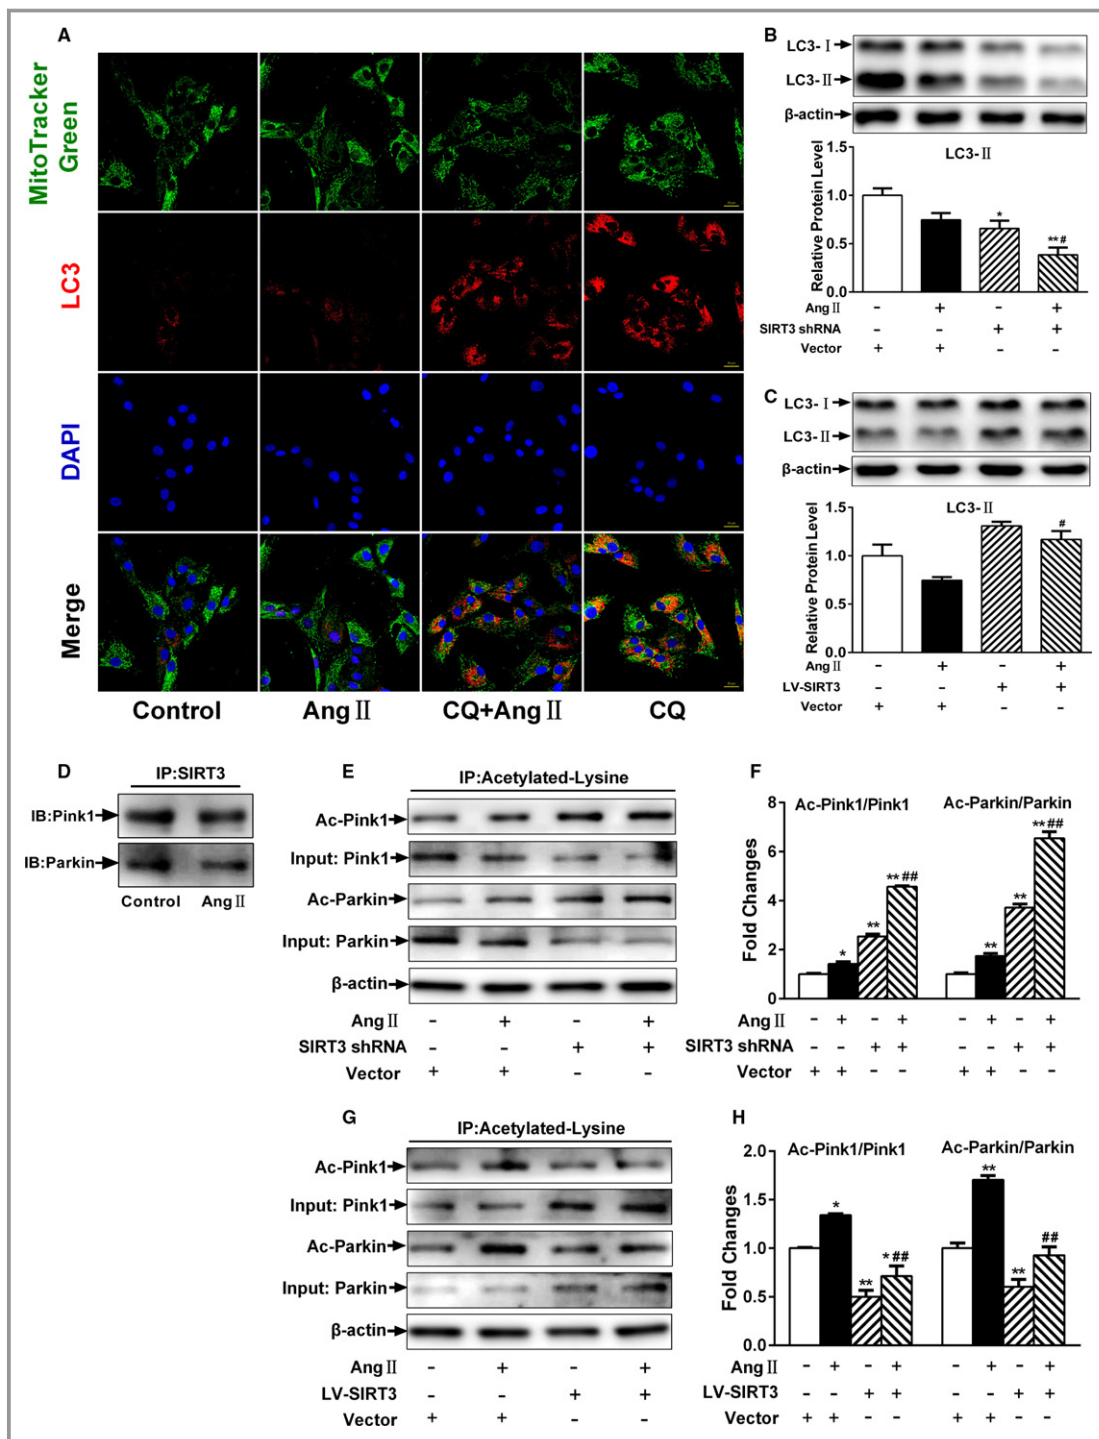 A
MitoTracker
Green
LC3
DAPI
Merge
Control
Ang Ⅱ
CQ+Ang Ⅱ
CQ
B
LC3-Ⅰ
LC3-Ⅱ
β-actin
LC3-Ⅱ
Relative Protein Level
1.5
1.0
0.5
0.0
*
**#
Ang Ⅱ - + - +
SIRT3 shRNA - - + +
Vector + + - -
C
LC3-Ⅰ
LC3-Ⅱ
β-actin
LC3-Ⅱ
Relative Protein Level
1.5
1.0
0.5
0.0
#
Ang Ⅱ - + - +
LV-SIRT3 - - + +
Vector + + - -
D
IP:SIRT3
IB:Pink1
IB:Parkin
Control Ang Ⅱ
E
IP:Acetylated-Lysine
Ac-Pink1
Input: Pink1
Ac-Parkin
Input: Parkin
β-actin
Ang Ⅱ - + - +
SIRT3 shRNA - - + +
Vector + + - -
F
Ac-Pink1/Pink1 Ac-Parkin/Parkin
Fold Changes
8
6
4
2
0
* ** **## ** ** **##
Ang Ⅱ - + - + - + - +
SIRT3 shRNA - - + + - - + +
Vector + + - - + + - -
G
IP:Acetylated-Lysine
Ac-Pink1
Input: Pink1
Ac-Parkin
Input: Parkin
β-actin
Ang Ⅱ - + - +
LV-SIRT3 - - + +
Vector + + - -
H
Ac-Pink1/Pink1 Ac-Parkin/Parkin
Fold Changes
2.0
1.5
1.0
0.5
0.0
* ** *## ** ** ##
Ang Ⅱ - + - + - + - +
LV-SIRT3 - - + + - - + +
Vector + + - - + + - -